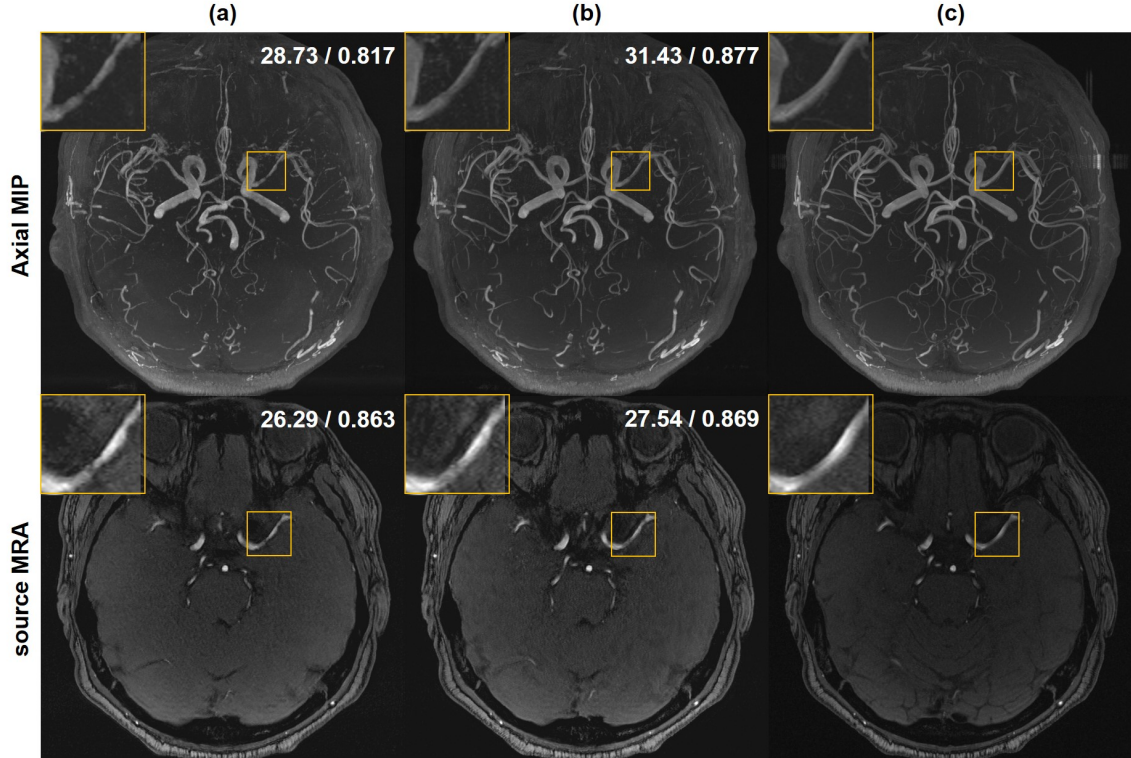 (a) (b) (c)
28.73 / 0.817
31.43 / 0.877
Axial MIP
26.29 / 0.863
27.54 / 0.869
source MRA